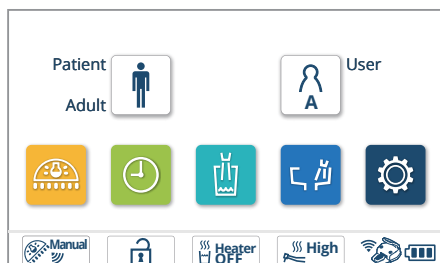 Patient
User
Adult
A
Manual
Heater
OFF
High